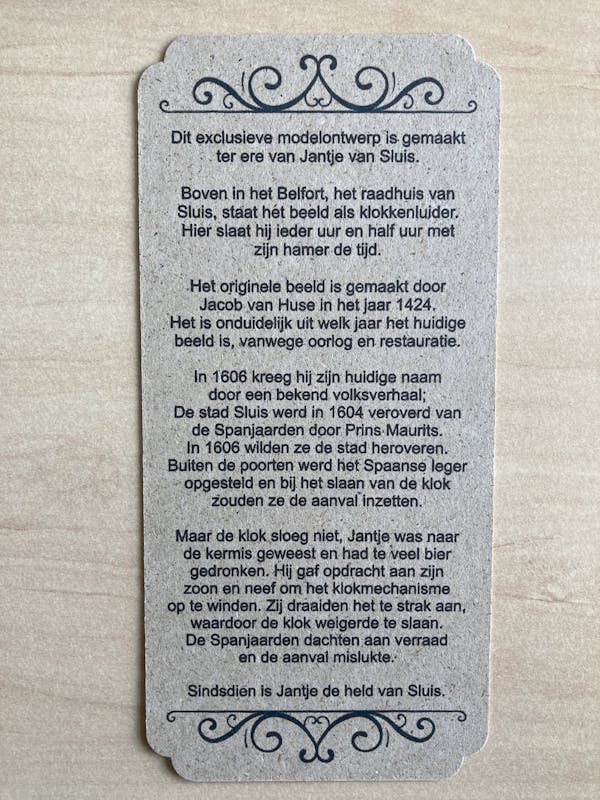 Dit exclusieve modelontwerp is gemaakt
ter ere van Jantje van Sluis.
Boven in het Belfort, het raadhuis van
Sluis, staat hét beeld als klokkenluider.
Hier slaat hij ieder uur en half uur met
zijn hamer de tijd.
Het originele beeld is gemaakt door
Jacob van Huse in het jaar 1424.
Het is onduidelijk uit welk jaar het huidige
beeld is, vanwege oorlog en restauratie.
In 1606 kreeg hij zijn huidige naam
door een bekend volksverhaal;
De stad Sluis werd in 1604 veroverd van
de Spanjaarden door Prins Maurits.
In 1606 wilden ze de stad heroveren.
Buiten de poorten werd het Spaanse leger
opgesteld en bij het slaan van de klok
zouden ze de aanval inzetten.
Maar de klok sloeg niet, Jantje was naar
de kermis geweest en had te veel bier
gedronken. Hij gaf opdracht aan zijn
zoon en neef om het klokmechanisme
op te winden. Zij draaiden het te strak aan,
waardoor de klok weigerde te slaan.
De Spanjaarden dachten aan verraad
en de aanval mislukte.
Sindsdien is Jantje de held van Sluis.